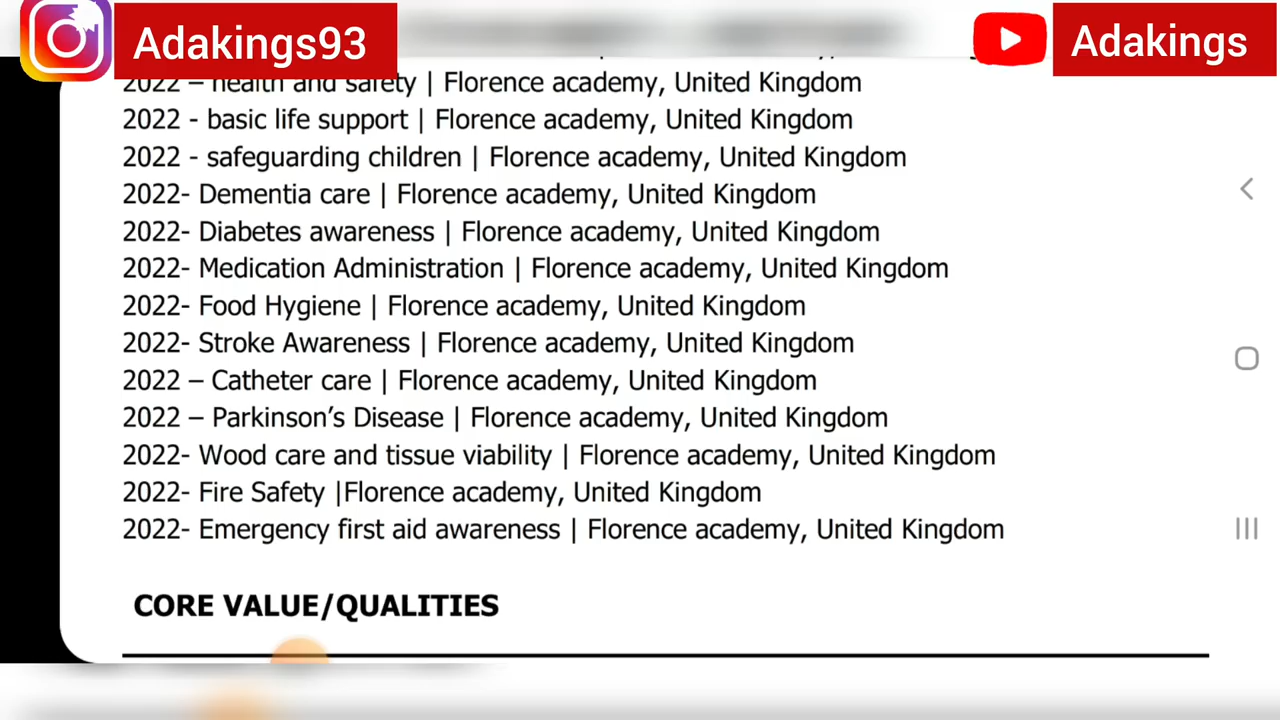 Adakings93
Adakings
2022 – health and safety | Florence academy, United Kingdom
2022 - basic life support | Florence academy, United Kingdom
2022 - safeguarding children | Florence academy, United Kingdom
2022- Dementia care | Florence academy, United Kingdom
2022- Diabetes awareness | Florence academy, United Kingdom
2022- Medication Administration | Florence academy, United Kingdom
2022- Food Hygiene | Florence academy, United Kingdom
2022- Stroke Awareness | Florence academy, United Kingdom
2022 – Catheter care | Florence academy, United Kingdom
2022 – Parkinson’s Disease | Florence academy, United Kingdom
2022- Wood care and tissue viability | Florence academy, United Kingdom
2022- Fire Safety |Florence academy, United Kingdom
2022- Emergency first aid awareness | Florence academy, United Kingdom
CORE VALUE/QUALITIES